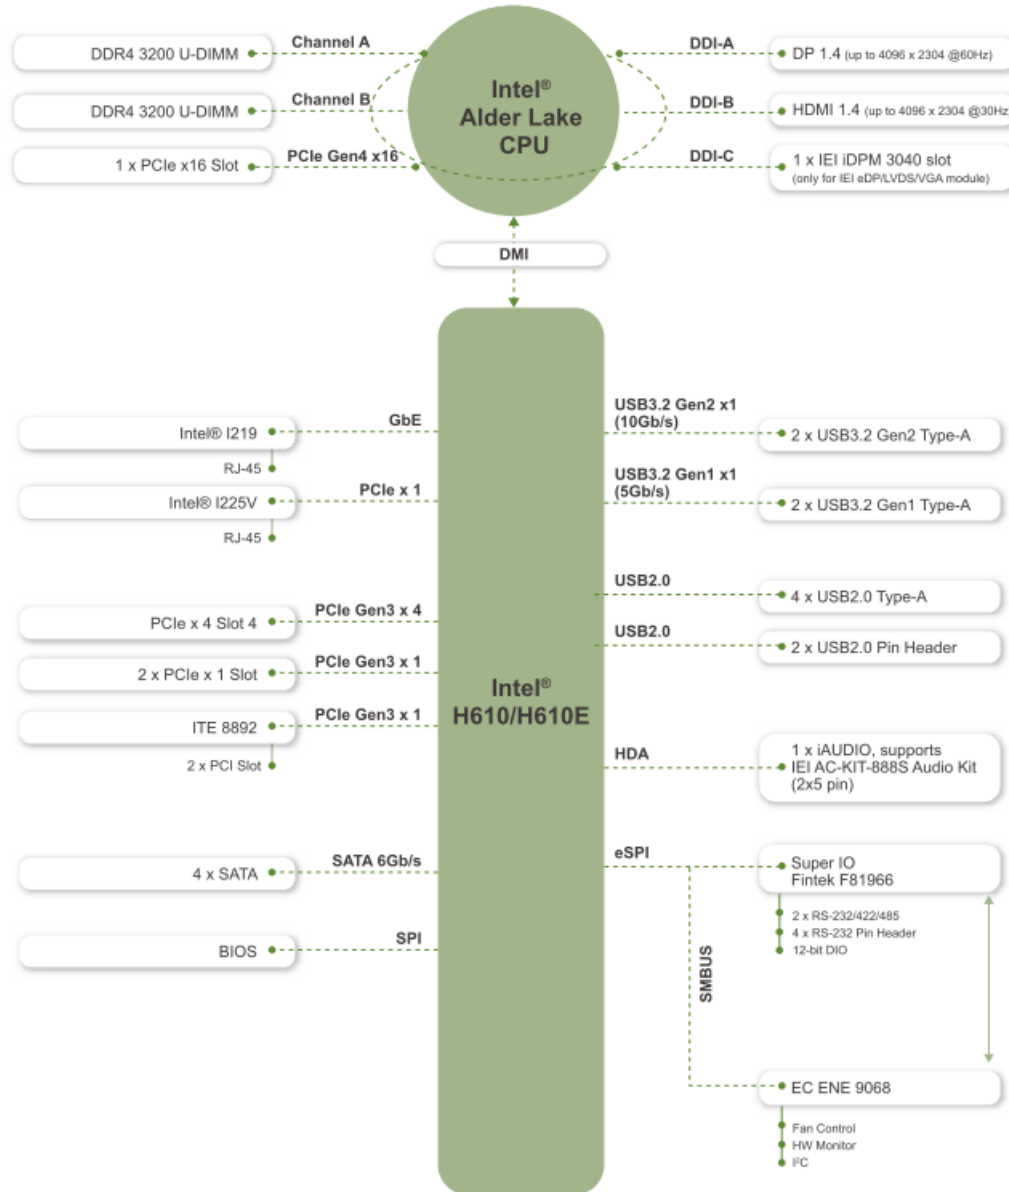 DDR4 3200 U-DIMM
Channel A
DDR4 3200 U-DIMM
Channel B
1 x PCIe x16 Slot
PCIe Gen4 x16
Intel®
Alder Lake
CPU
DDI-A
DP 1.4 (up to 4096 x 2304 @60Hz)
DDI-B
HDMI 1.4 (up to 4096 x 2304 @30Hz
DDI-C
1 x IEI iDPM 3040 slot
(only for IEI eDP/LVDS/VGA module)
DMI
GbE
Intel® I219
RJ-45
PCIe x 1
Intel® I225V
RJ-45
PCIe Gen3 x 4
PCIe x 4 Slot 4
PCIe Gen3 x 1
2 x PCIe x 1 Slot
PCIe Gen3 x 1
ITE 8892
2 x PCI Slot
SATA 6Gb/s
4 x SATA
SPI
BIOS
Intel®
H610/H610E
USB3.2 Gen2 x1
(10Gb/s)
2 x USB3.2 Gen2 Type-A
USB3.2 Gen1 x1
(5Gb/s)
2 x USB3.2 Gen1 Type-A
USB2.0
4 x USB2.0 Type-A
USB2.0
2 x USB2.0 Pin Header
HDA
1 x iAUDIO, supports
IEI AC-KIT-888S Audio Kit
(2x5 pin)
eSPI
Super IO
Fintek F81966
2 x RS-232/422/485
4 x RS-232 Pin Header
12-bit DIO
SMBUS
EC ENE 9068
Fan Control
HW Monitor
I²C